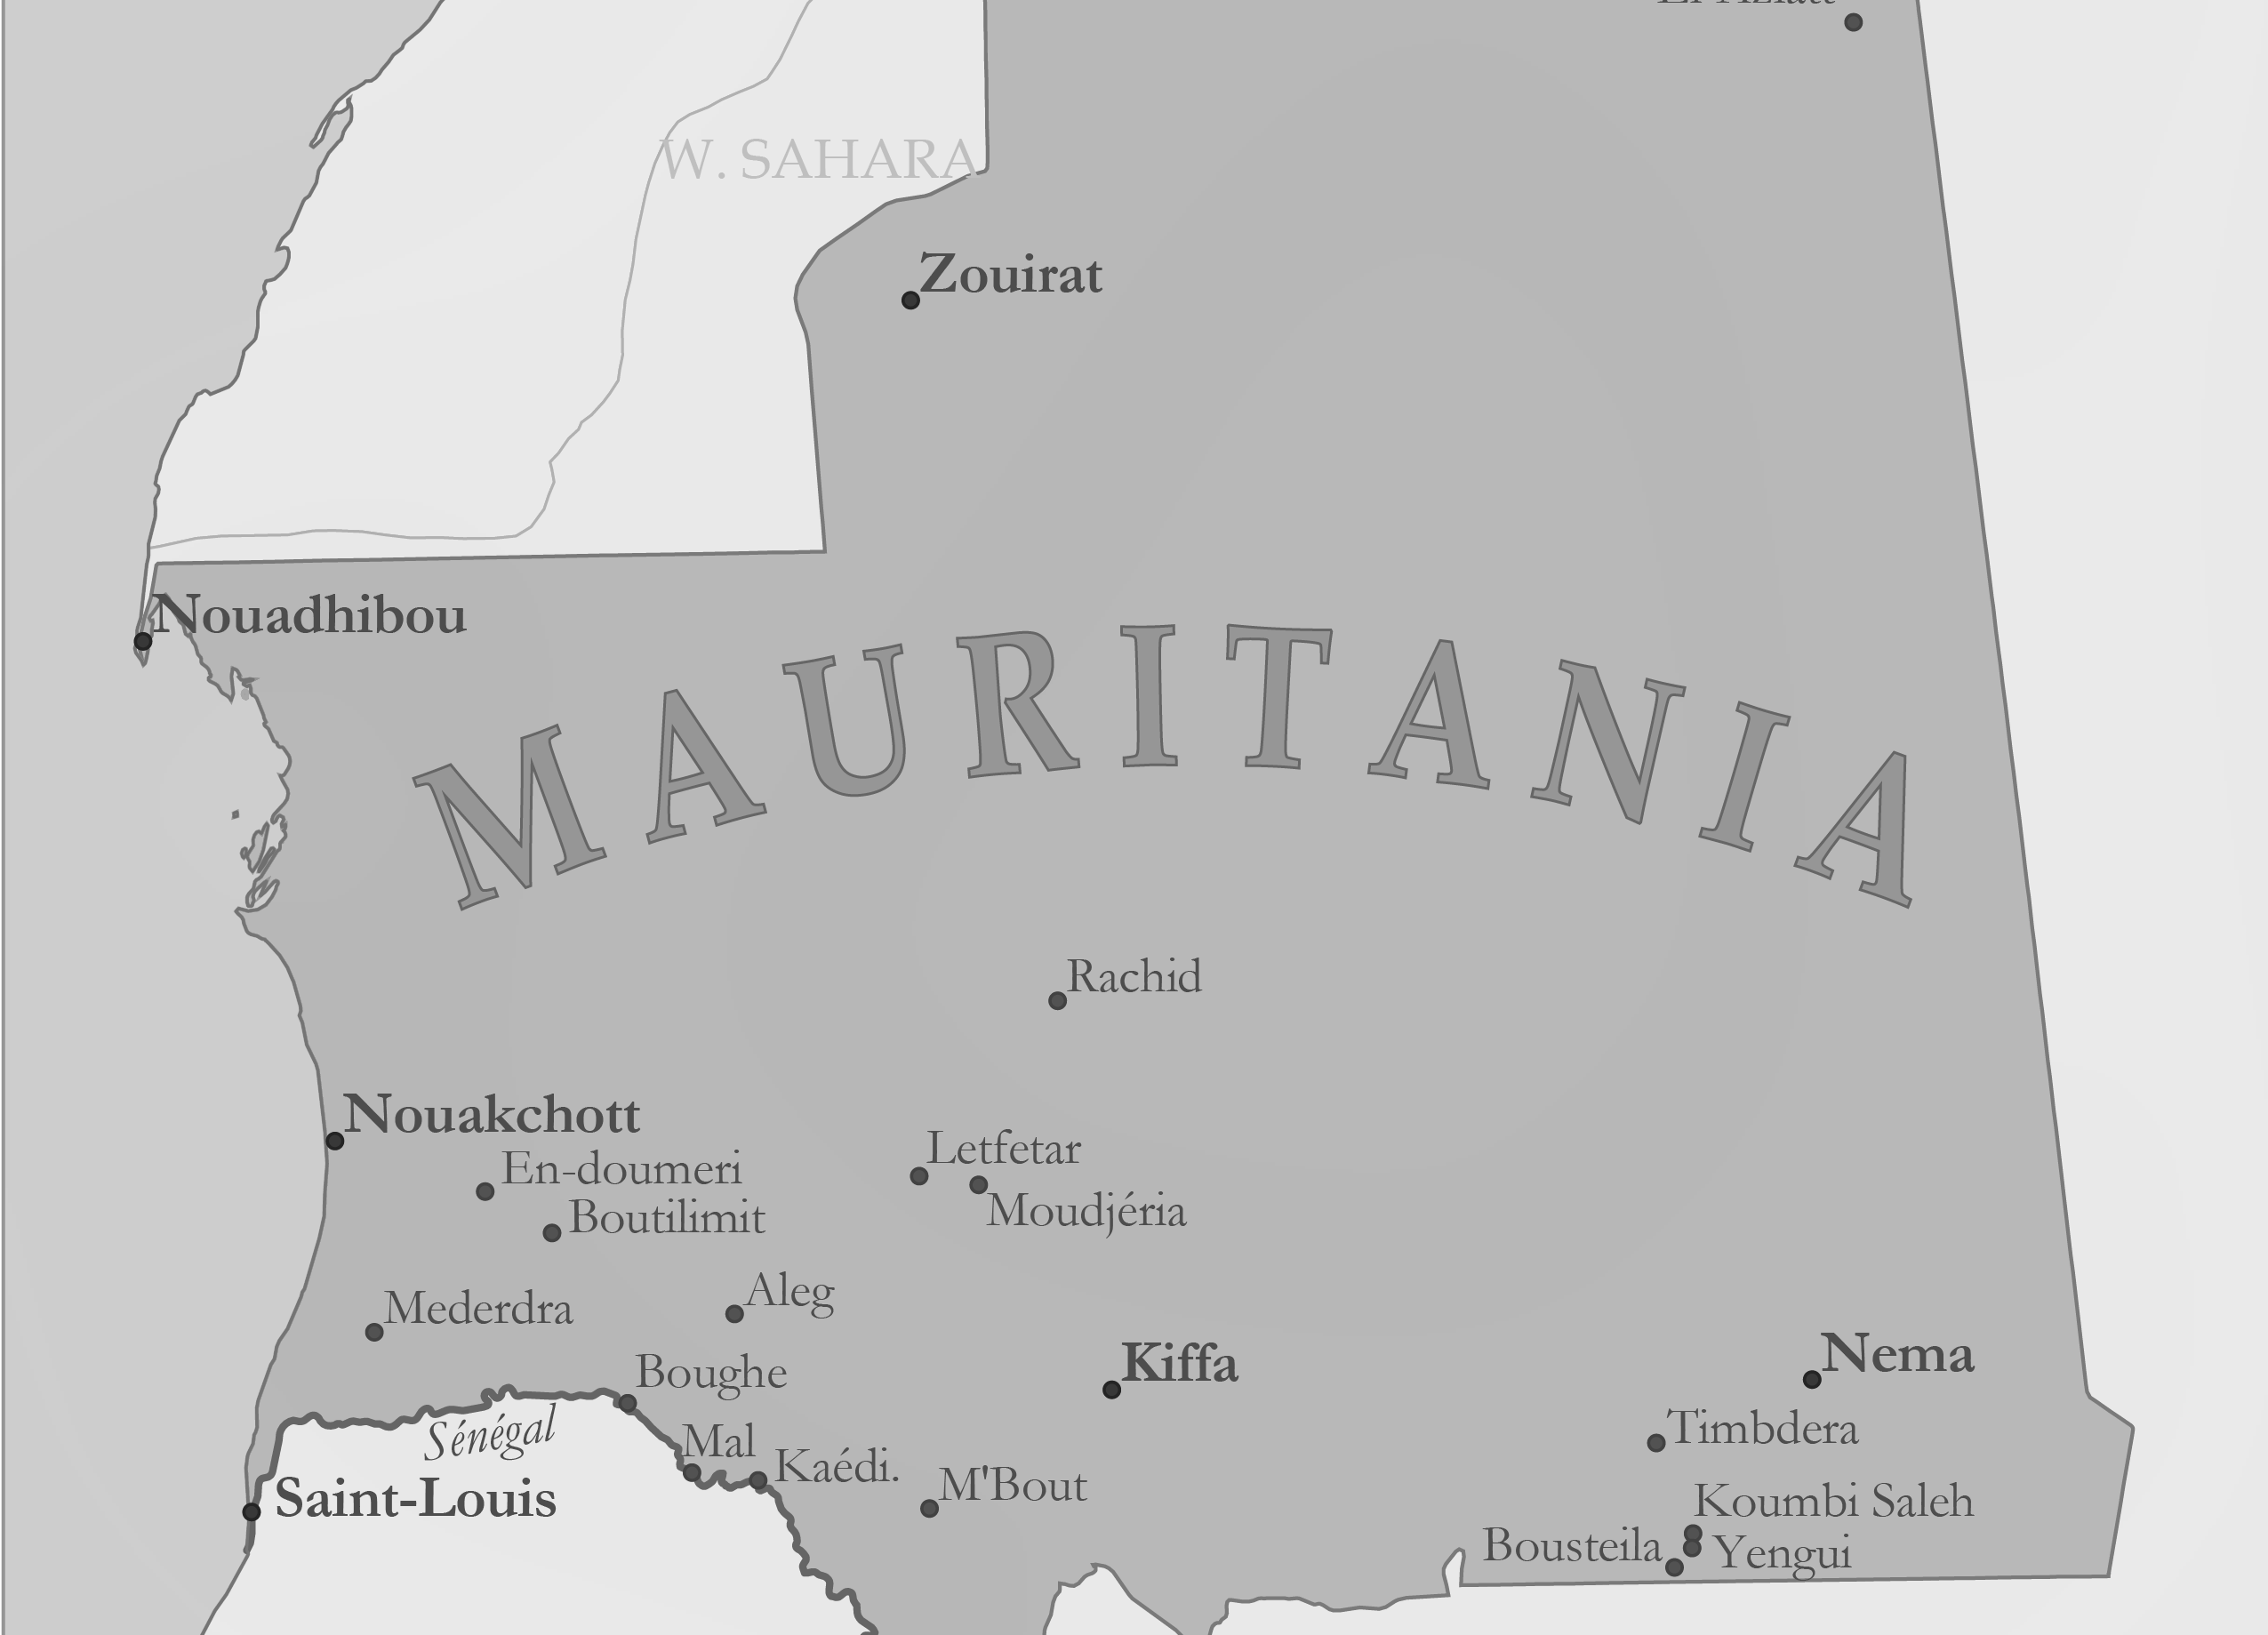 W. SAHARA
Zouirat
Nouadhibou
MAURITANIA
Rachid
Nouakchott
En-doumeri
Boutilimit
Letfetar
Moudjéria
Aleg
Mederdra
Boughe
Kiffa
Nema
Sénégal
Mal
Kaédi.
Timbdera
Saint-Louis
M'Bout
Koumbi Saleh
Bousteila
Yengui